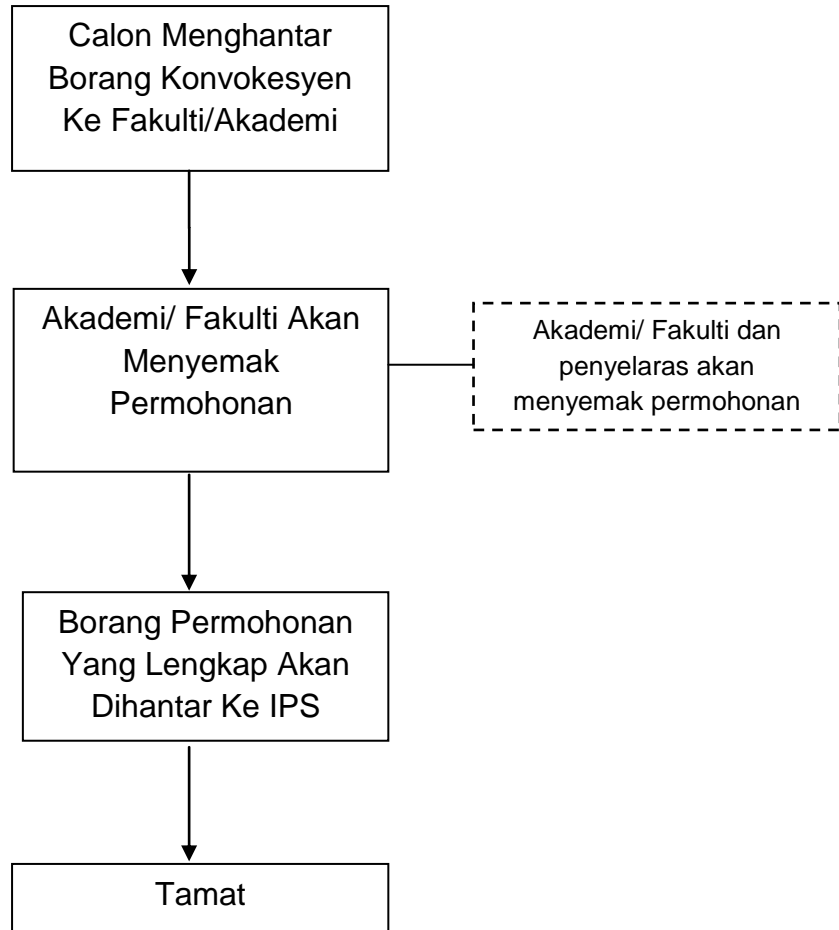 Calon Menghantar
Borang Konvokesyen
Ke Fakulti/Akademi
Akademi/ Fakulti Akan
Menyemak
Permohonan
Akademi/ Fakulti dan
penyelaras akan
menyemak permohonan
Borang Permohonan
Yang Lengkap Akan
Dihantar Ke IPS
Tamat